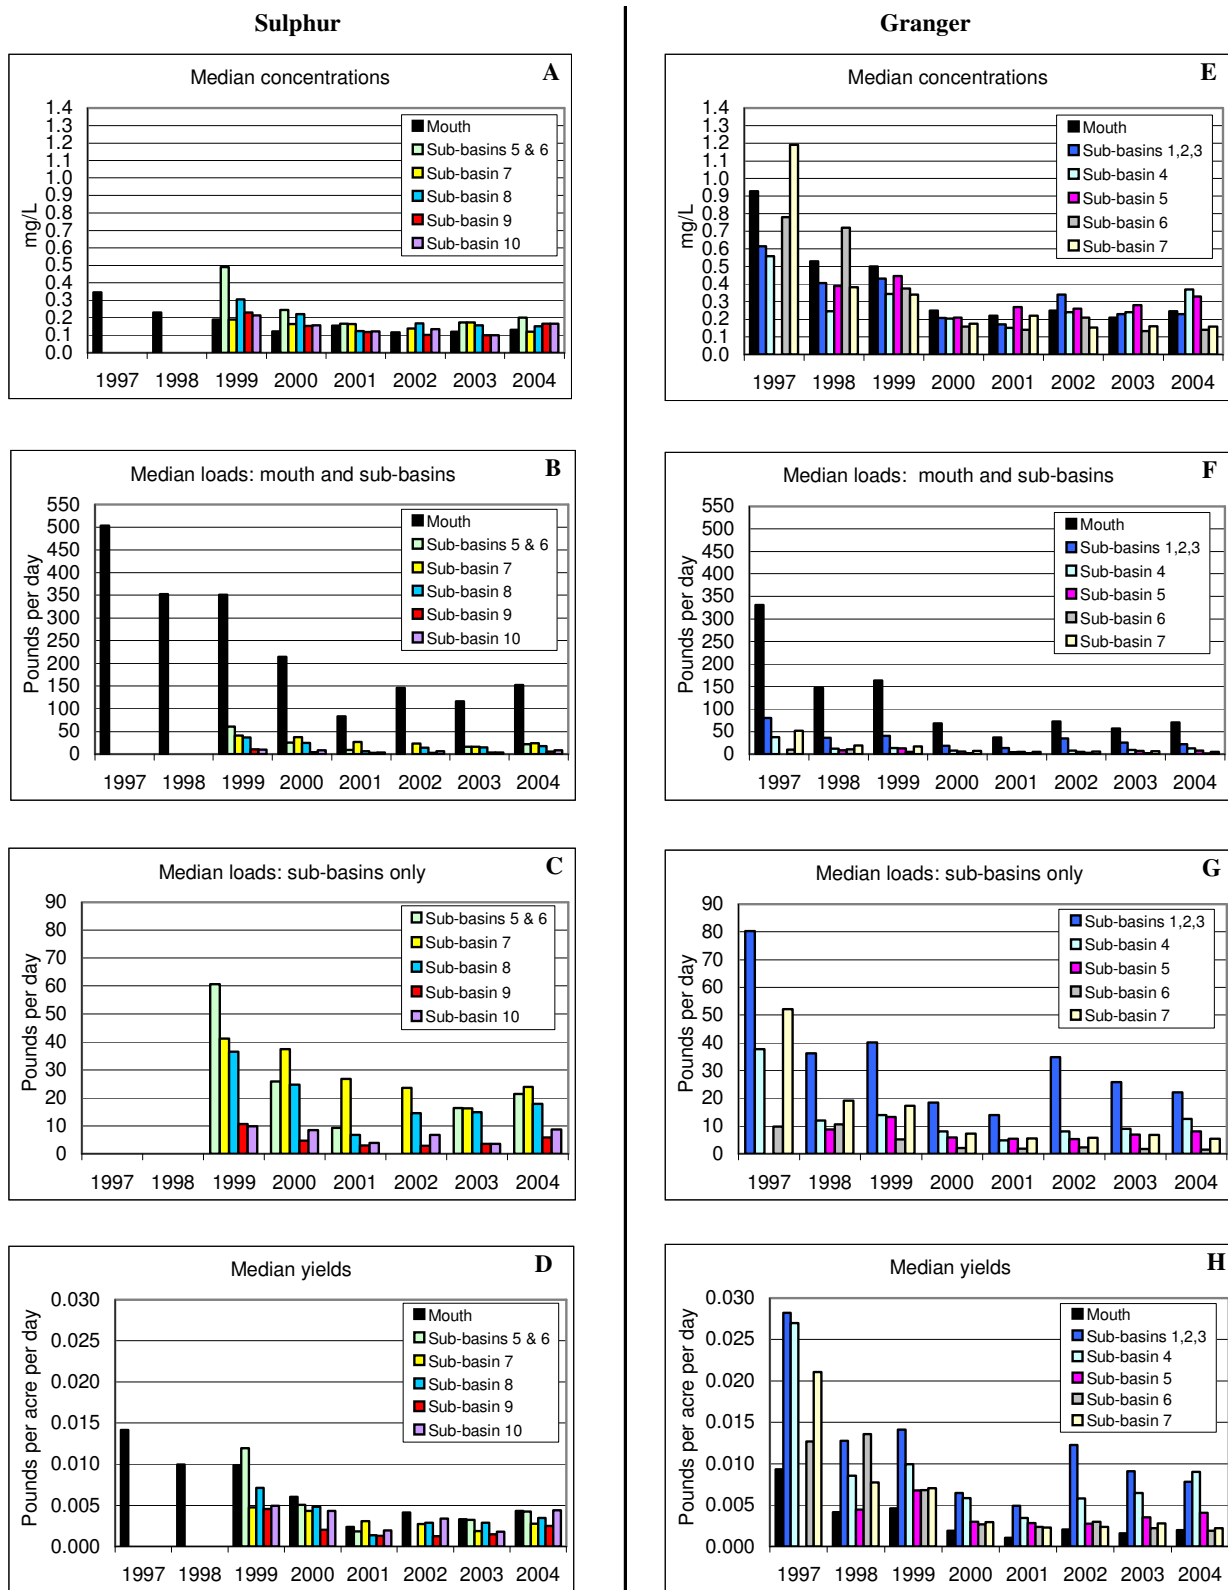 Sulphur
Median concentrations
A
mg/L
1.4
1.3
1.2
1.1
1.0
0.9
0.8
0.7
0.6
0.5
0.4
0.3
0.2
0.1
0.0
Mouth
Sub-basins 5 & 6
Sub-basin 7
Sub-basin 8
Sub-basin 9
Sub-basin 10
1997 1998 1999 2000 2001 2002 2003 2004
Median loads: mouth and sub-basins
B
Pounds per day
550
500
450
400
350
300
250
200
150
100
50
0
Mouth
Sub-basins 5 & 6
Sub-basin 7
Sub-basin 8
Sub-basin 9
Sub-basin 10
1997 1998 1999 2000 2001 2002 2003 2004
Median loads: sub-basins only
C
Pounds per day
90
80
70
60
50
40
30
20
10
0
Sub-basins 5 & 6
Sub-basin 7
Sub-basin 8
Sub-basin 9
Sub-basin 10
1997 1998 1999 2000 2001 2002 2003 2004
Median yields
D
Pounds per acre per day
0.030
0.025
0.020
0.015
0.010
0.005
0.000
Mouth
Sub-basins 5 & 6
Sub-basin 7
Sub-basin 8
Sub-basin 9
Sub-basin 10
1997 1998 1999 2000 2001 2002 2003 2004
Granger
Median concentrations
E
mg/L
1.4
1.3
1.2
1.1
1.0
0.9
0.8
0.7
0.6
0.5
0.4
0.3
0.2
0.1
0.0
Mouth
Sub-basins 1,2,3
Sub-basin 4
Sub-basin 5
Sub-basin 6
Sub-basin 7
1997 1998 1999 2000 2001 2002 2003 2004
Median loads: mouth and sub-basins
F
Pounds per day
550
500
450
400
350
300
250
200
150
100
50
0
Mouth
Sub-basins 1,2,3
Sub-basin 4
Sub-basin 5
Sub-basin 6
Sub-basin 7
1997 1998 1999 2000 2001 2002 2003 2004
Median loads: sub-basins only
G
Pounds per day
90
80
70
60
50
40
30
20
10
0
Sub-basins 1,2,3
Sub-basin 4
Sub-basin 5
Sub-basin 6
Sub-basin 7
1997 1998 1999 2000 2001 2002 2003 2004
Median yields
H
Pounds per acre per day
0.030
0.025
0.020
0.015
0.010
0.005
0.000
Mouth
Sub-basins 1,2,3
Sub-basin 4
Sub-basin 5
Sub-basin 6
Sub-basin 7
1997 1998 1999 2000 2001 2002 2003 2004